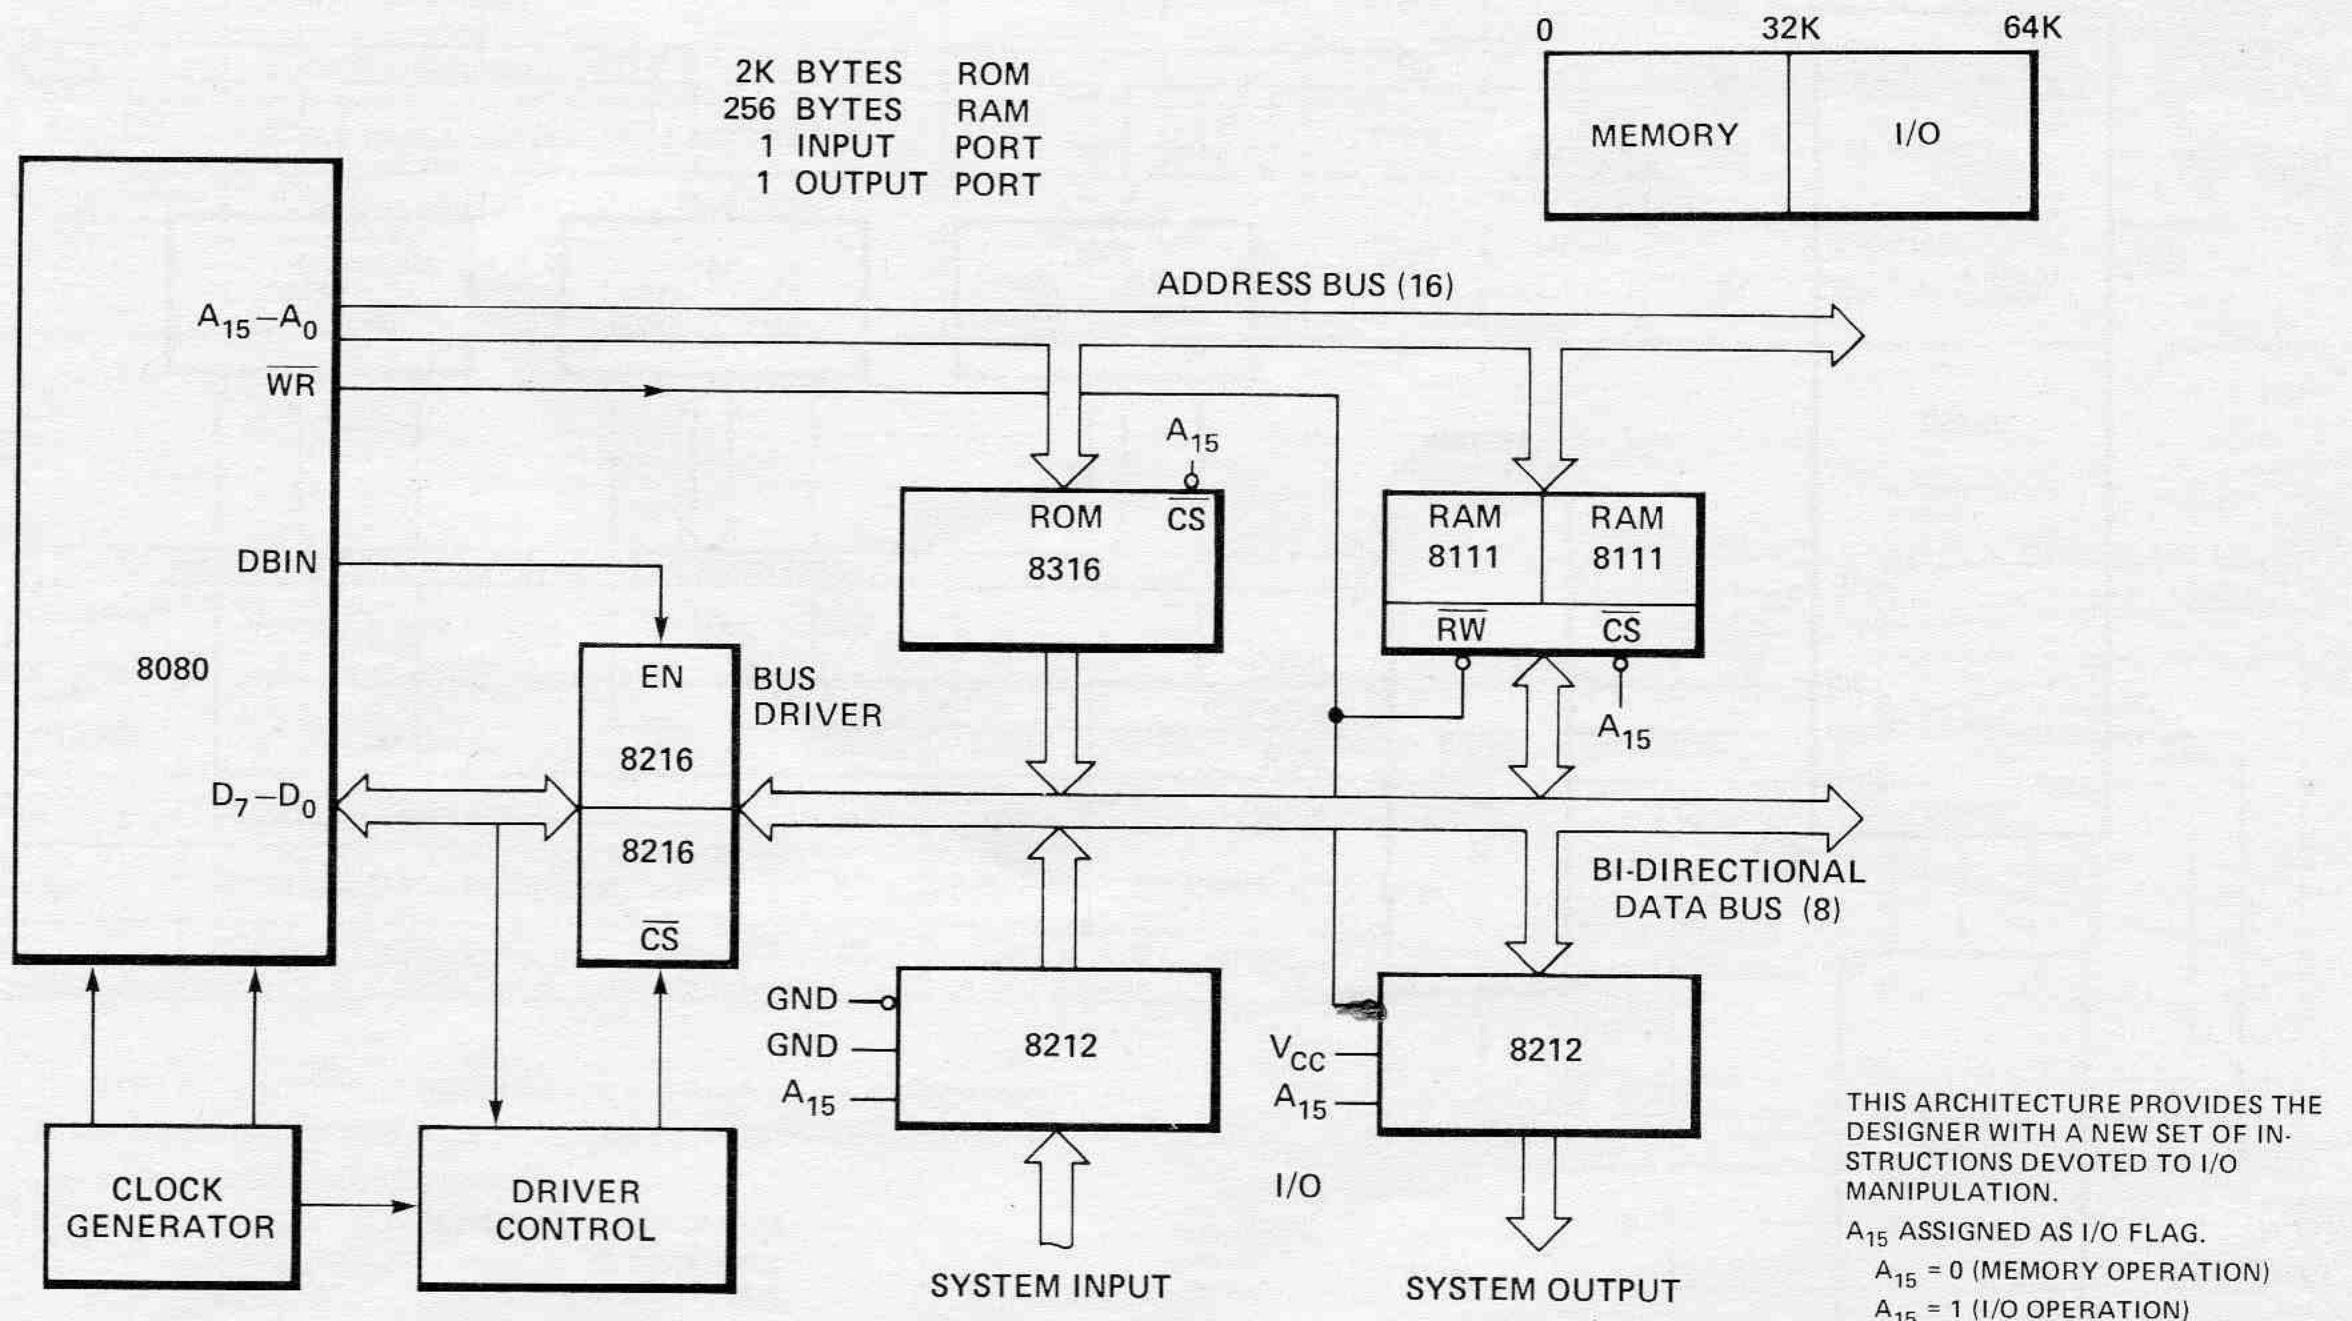 0 32K 64K
MEMORY I/O
2K BYTES ROM
256 BYTES RAM
1 INPUT PORT
1 OUTPUT PORT
ADDRESS BUS (16)
A15–A0
WR
DBIN
8080
D7–D0
A15
ROM CS
8316
RAM RAM
8111 8111
RW CS
A15
EN
8216
8216
CS
BUS
DRIVER
BI-DIRECTIONAL
DATA BUS (8)
GND
GND
A15
8212
VCC
A15
8212
I/O
CLOCK
GENERATOR
DRIVER
CONTROL
SYSTEM INPUT
SYSTEM OUTPUT
THIS ARCHITECTURE PROVIDES THE
DESIGNER WITH A NEW SET OF IN-
STRUCTIONS DEVOTED TO I/O
MANIPULATION.
A15 ASSIGNED AS I/O FLAG.
A15 = 0 (MEMORY OPERATION)
A15 = 1 (I/O OPERATION)